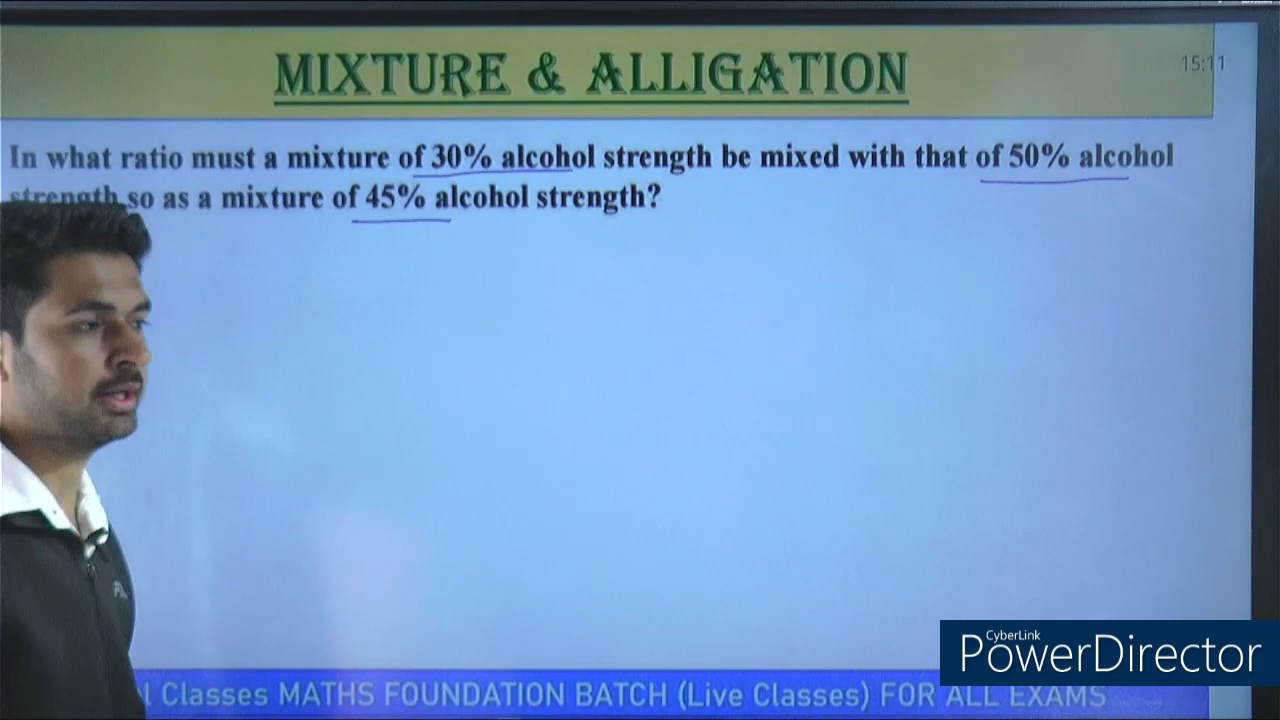 MIXTURE & ALLIGATION
15:11
In what ratio must a mixture of 30% alcohol strength be mixed with that of 50% alcohol
strength so as a mixture of 45% alcohol strength?
CyberLink
PowerDirector
Classes MATHS FOUNDATION BATCH (Live Classes) FOR ALL EXAMS